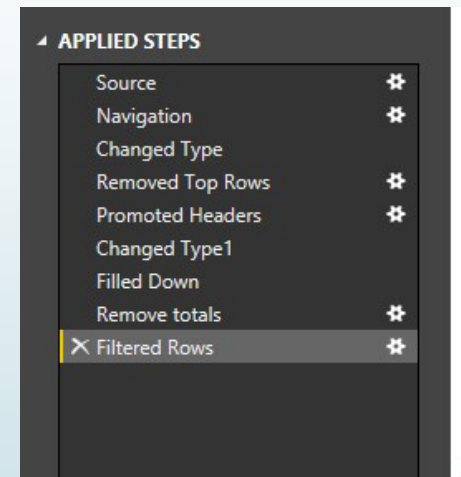 APPLIED STEPS
Source
Navigation
Changed Type
Removed Top Rows
Promoted Headers
Changed Type1
Filled Down
Remove totals
Filtered Rows